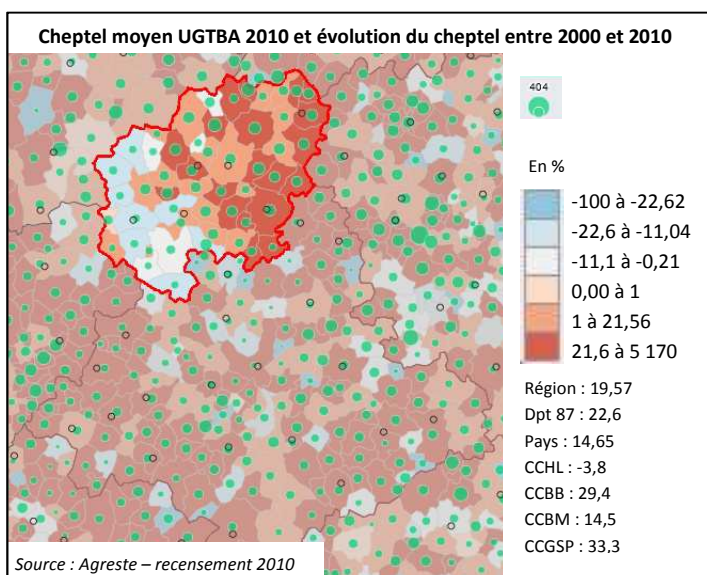 Cheptel moyen UGTBA 2010 et évolution du cheptel entre 2000 et 2010
404
En %
-100 à -22,62
-22,6 à -11,04
-11,1 à -0,21
0,00 à 1
1 à 21,56
21,6 à 5 170
Région : 19,57
Dpt 87 : 22,6
Pays : 14,65
CCHL : -3,8
CCBB : 29,4
CCBM : 14,5
CCGSP : 33,3
Source : Agreste – recensement 2010